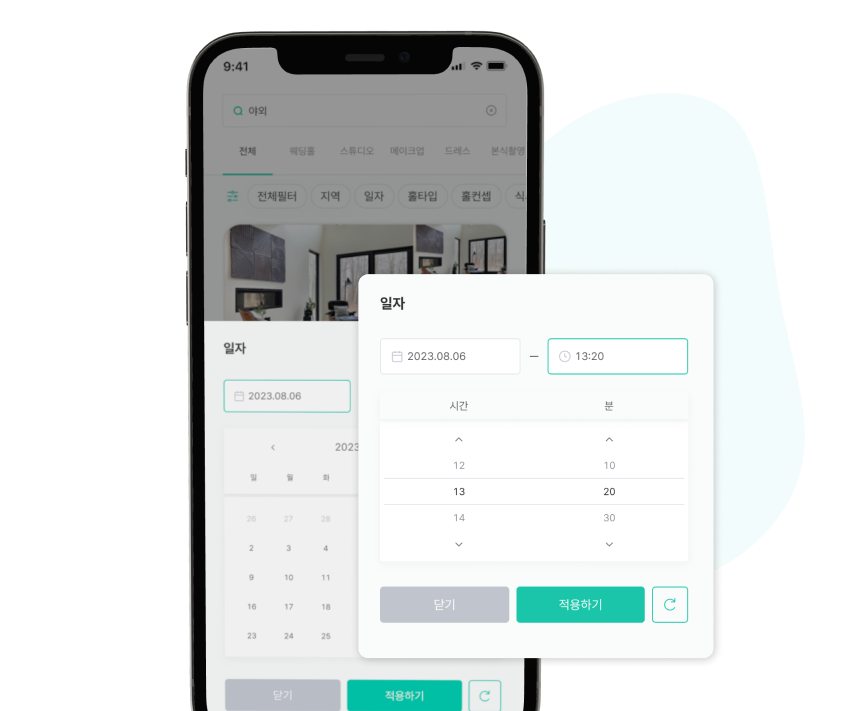 9:41
야외
전체 웨딩홀 스튜디오 메이크업 드레스 본식촬영
전체필터 지역 일자 홀타입 홀컨셉 식
일자
2023.08.06
2023
일 월 화
26 27 28
2 3 4
9 10 11
16 17 18
23 24 25
닫기 적용하기
일자
2023.08.06 – 13:20
시간 분
12 10
13 20
14 30
닫기 적용하기